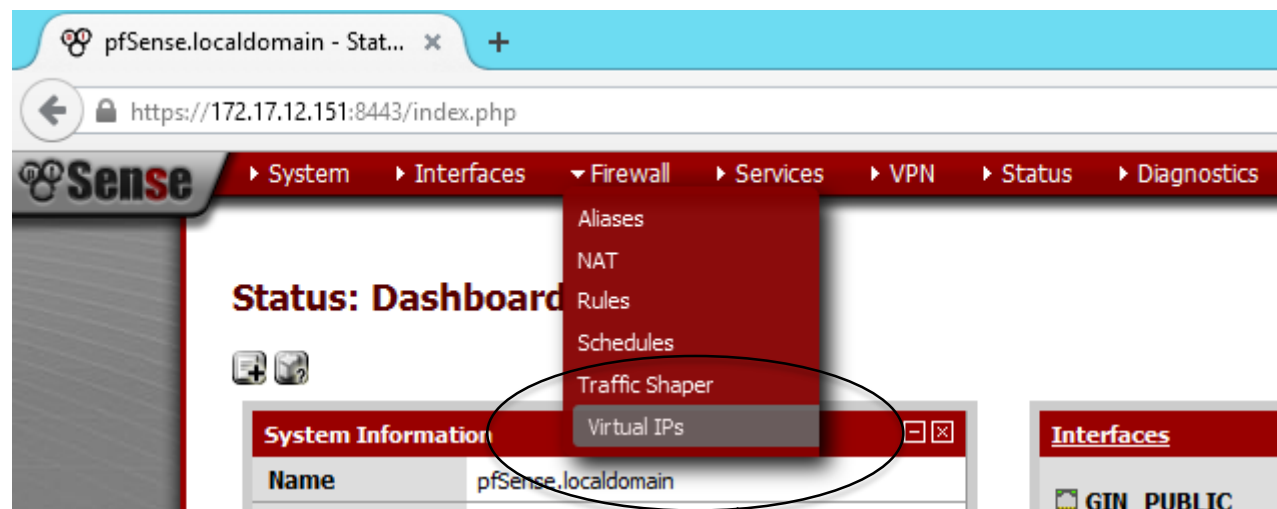 pfSense.localdomain - Stat...
https://172.17.12.151:8443/index.php
Sense System Interfaces Firewall Services VPN Status Diagnostics
Aliases
NAT
Status: Dashboard
Rules
Schedules
Traffic Shaper
Virtual IPs
System Information
Interfaces
Name pfSense.localdomain
GIN_PUBLIC